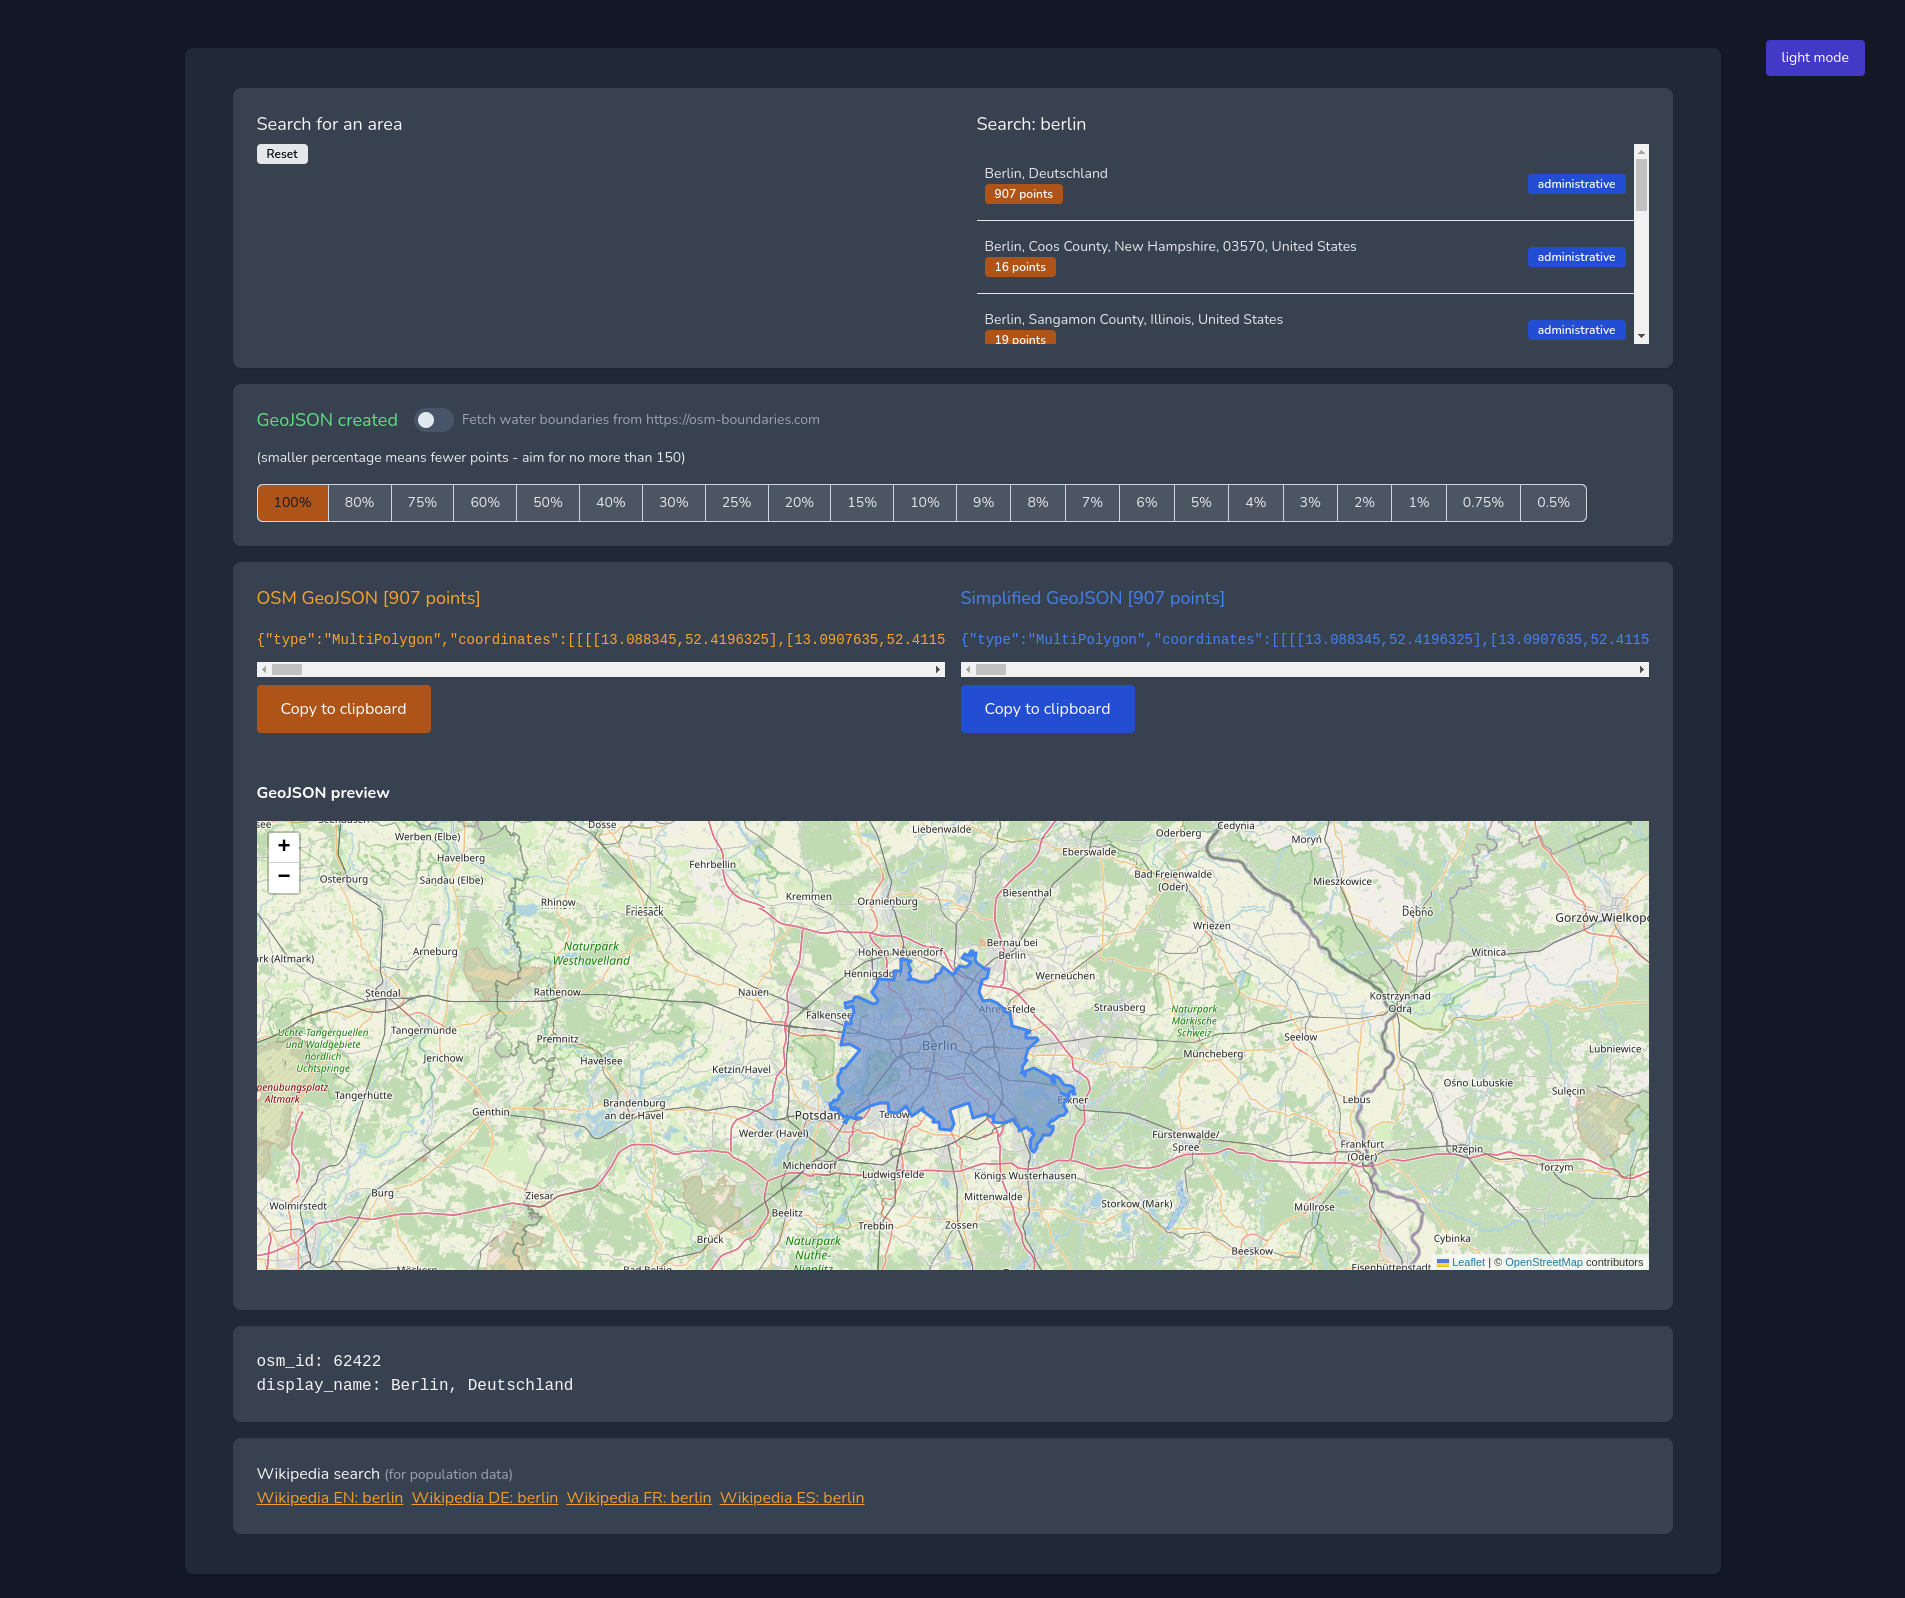 light mode
Search for an area
Reset
Search: berlin
Berlin, Deutschland
907 points
administrative
Berlin, Coos County, New Hampshire, 03570, United States
16 points
administrative
Berlin, Sangamon County, Illinois, United States
19 points
administrative
GeoJSON created
Fetch water boundaries from https://osm-boundaries.com
(smaller percentage means fewer points - aim for no more than 150)
100% 80% 75% 60% 50% 40% 30% 25% 20% 15% 10% 9% 8% 7% 6% 5% 4% 3% 2% 1% 0.75% 0.5%
OSM GeoJSON [907 points]
{"type":"MultiPolygon","coordinates":[[[[13.088345,52.4196325],[13.0907635,52.4115
Copy to clipboard
Simplified GeoJSON [907 points]
{"type":"MultiPolygon","coordinates":[[[[13.088345,52.4196325],[13.0907635,52.4115
Copy to clipboard
GeoJSON preview
+
−
Dosse
Liebenwalde
Cedynia
Werben (Elbe)
Oderberg
Moryń
Havelberg
Fehrbellin
Eberswalde
Osterburg
Sandau (Elbe)
Bad Freienwalde
(Oder)
Mieszkowice
Rhinow
Kremmen
Oranienburg
Biesenthal
Friesack
Dębno
Gorzów Wielkopo
Wriezen
Naturpark
Westhavelland
Arneburg
Hohen Neuendorf
Bernau bei
Berlin
Witnica
rk (Altmark)
Hennigsdorf
Werneuchen
Stendal
Rathenow
Nauen
Kostrzyn nad
Odrą
Falkensee
Ahrensfelde
Strausberg
Naturpark
Märkische
Schweiz
Uchte-Tangerquellen
und Waldgebiete
nördlich
Uchtspringe
Tangermünde
Premnitz
Seelow
Berlin
Lubniewice
Jerichow
Havelsee
Müncheberg
Ketzin/Havel
Ośno Lubuskie
penübungsplatz
Altmark
Tangerhütte
Sulęcin
Erkner
Lebus
Genthin
Brandenburg
an der Havel
Potsdam
Teltow
Werder (Havel)
Fürstenwalde/
Spree
Frankfurt
(Oder)
Rzepin
Michendorf
Ludwigsfelde
Königs Wusterhausen
Torzym
Burg
Ziesar
Mittenwalde
Wolmirstedt
Storkow (Mark)
Müllrose
Beelitz
Trebbin
Zossen
Brück
Naturpark
Nuthe-
Nieplitz
Beeskow
Cybinka
Möckern
Bad Belzig
Eisenhüttenstadt
Leaflet | © OpenStreetMap contributors
osm_id: 62422
display_name: Berlin, Deutschland
Wikipedia search (for population data)
Wikipedia EN: berlin Wikipedia DE: berlin Wikipedia FR: berlin Wikipedia ES: berlin